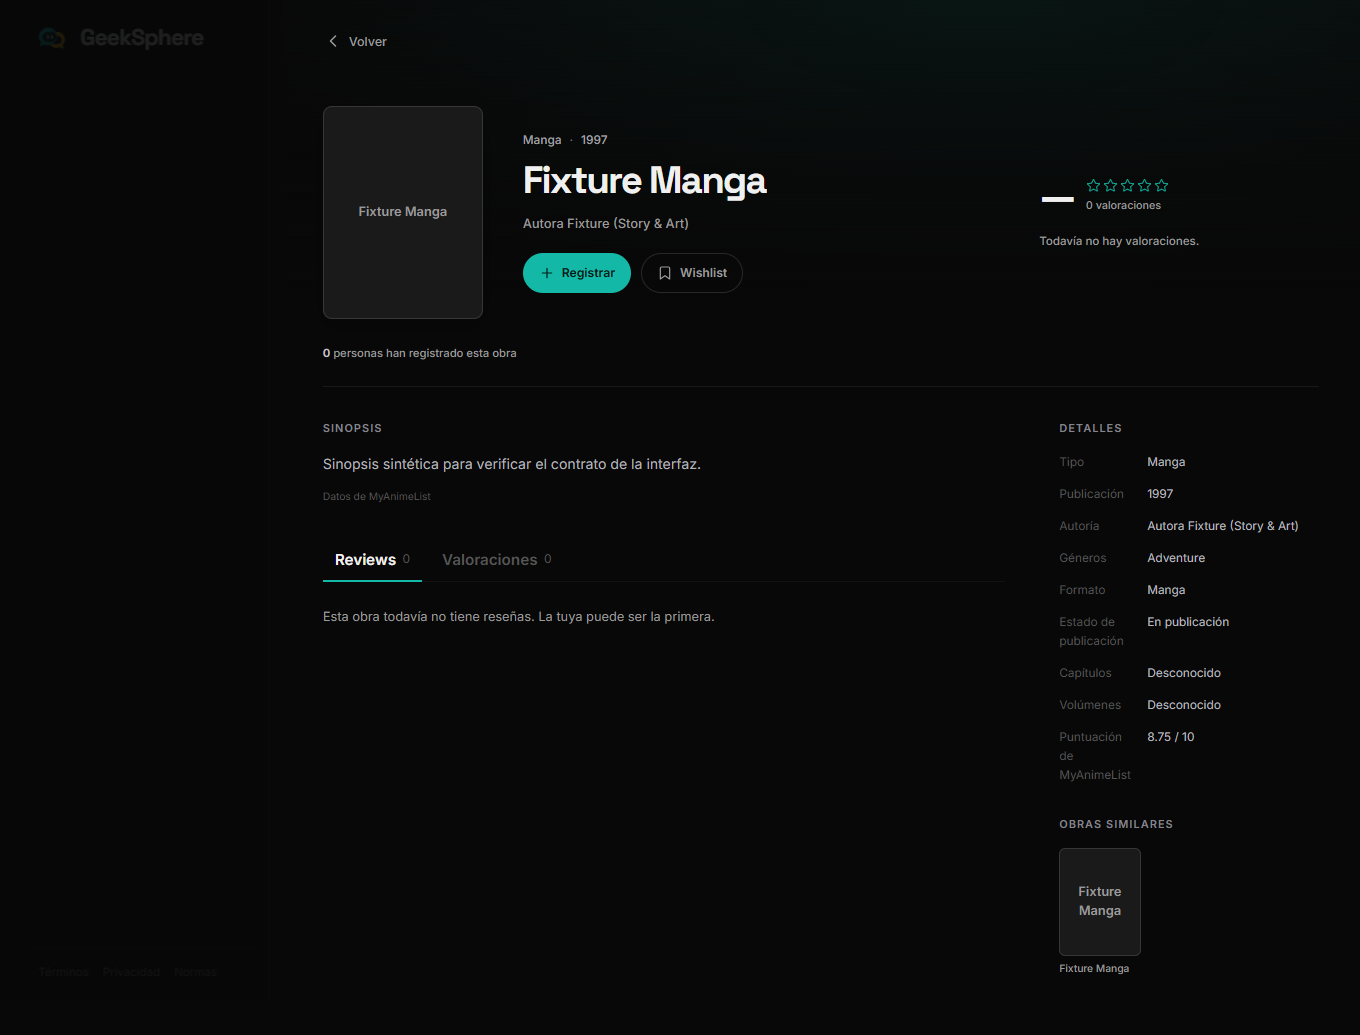 GeekSphere
Volver
Fixture Manga
Manga · 1997
Fixture Manga
Autora Fixture (Story & Art)
Registrar
Wishlist
—
0 valoraciones
Todavía no hay valoraciones.
0 personas han registrado esta obra
SINOPSIS
Sinopsis sintética para verificar el contrato de la interfaz.
Datos de MyAnimeList
Reviews 0
Valoraciones 0
Esta obra todavía no tiene reseñas. La tuya puede ser la primera.
DETALLES
Tipo Manga
Publicación 1997
Autoría Autora Fixture (Story & Art)
Géneros Adventure
Formato Manga
Estado de En publicación
publicación
Capítulos Desconocido
Volúmenes Desconocido
Puntuación 8.75 / 10
de
MyAnimeList
OBRAS SIMILARES
Fixture
Manga
Fixture Manga
Términos Privacidad Normas